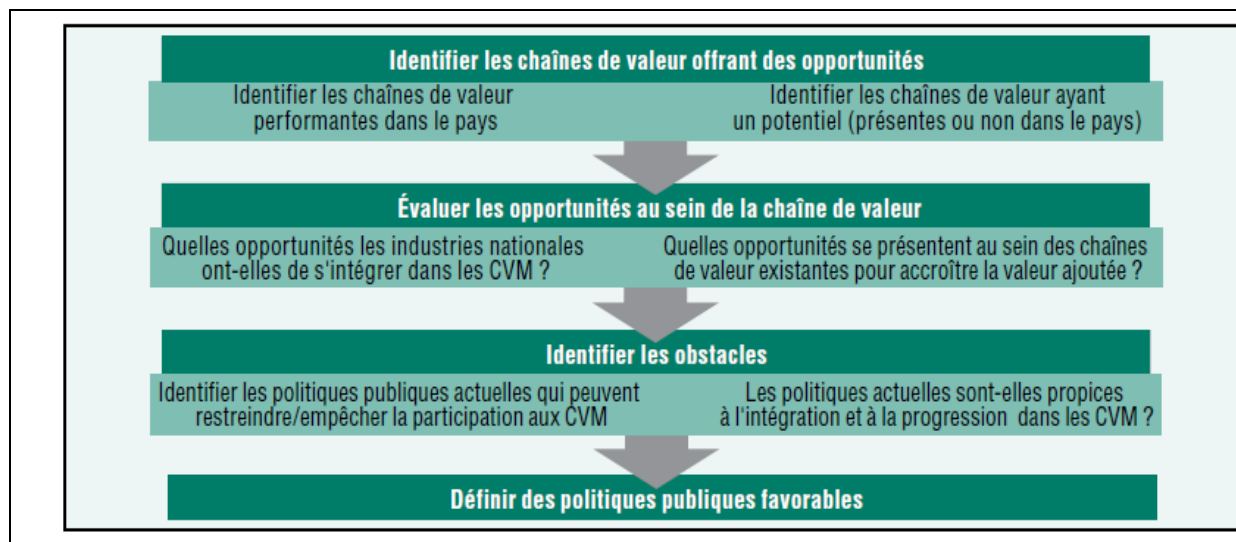 Identifier les chaînes de valeur offrant des opportunités
Identifier les chaînes de valeur
performantes dans le pays
Identifier les chaînes de valeur ayant
un potentiel (présentes ou non dans le pays)
Évaluer les opportunités au sein de la chaîne de valeur
Quelles opportunités les industries nationales
ont-elles de s'intégrer dans les CVM ?
Quelles opportunités se présentent au sein des chaînes
de valeur existantes pour accroître la valeur ajoutée ?
Identifier les obstacles
Identifier les politiques publiques actuelles qui peuvent
restreindre/empêcher la participation aux CVM
Les politiques actuelles sont-elles propices
à l'intégration et à la progression dans les CVM ?
Définir des politiques publiques favorables